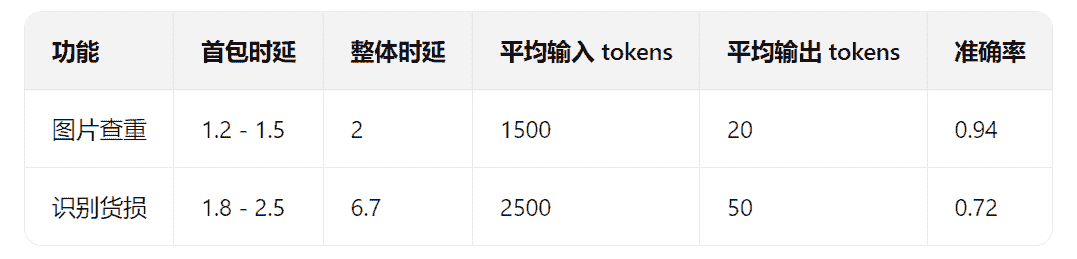 功能 首包时延 整体时延 平均输入 tokens 平均输出 tokens 准确率
图片查重 1.2 - 1.5 2 1500 20 0.94
识别货损 1.8 - 2.5 6.7 2500 50 0.72